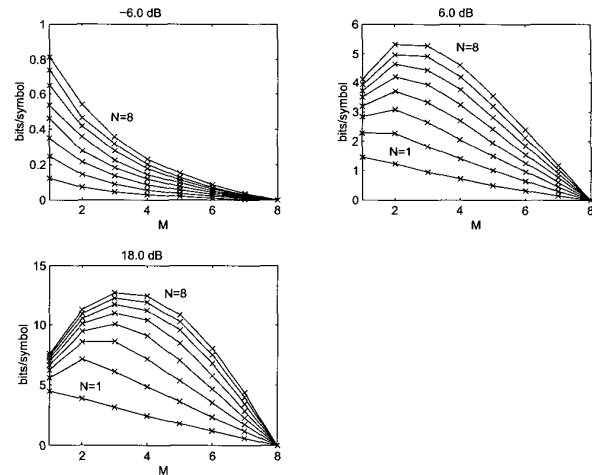 −6.0 dB
1
0.8
0.6
0.4
0.2
0
bits/symbol
N=8
2 4 6 8
M
6.0 dB
6
5
4
3
2
1
0
bits/symbol
N=8
N=1
2 4 6 8
M
18.0 dB
15
10
5
0
bits/symbol
N=8
N=1
2 4 6 8
M